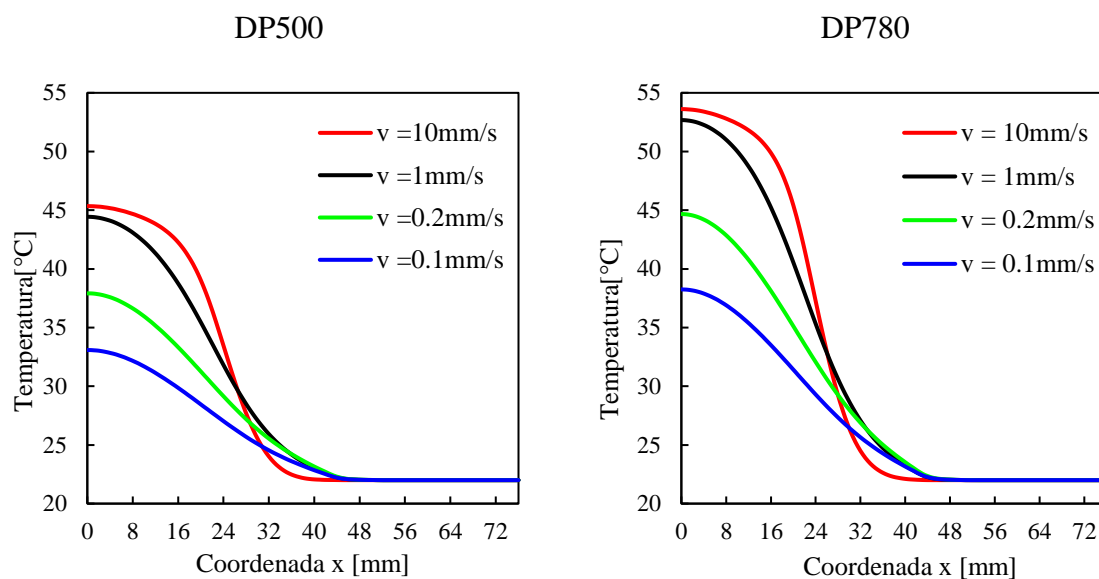 DP500
55
50
45
40
35
30
25
20
Temperatura[°C]
v =10mm/s
v =1mm/s
v =0.2mm/s
v =0.1mm/s
0 8 16 24 32 40 48 56 64 72
Coordenada x [mm]
DP780
55
50
45
40
35
30
25
20
Temperatura[°C]
v = 10mm/s
v = 1mm/s
v = 0.2mm/s
v = 0.1mm/s
0 8 16 24 32 40 48 56 64 72
Coordenada x [mm]